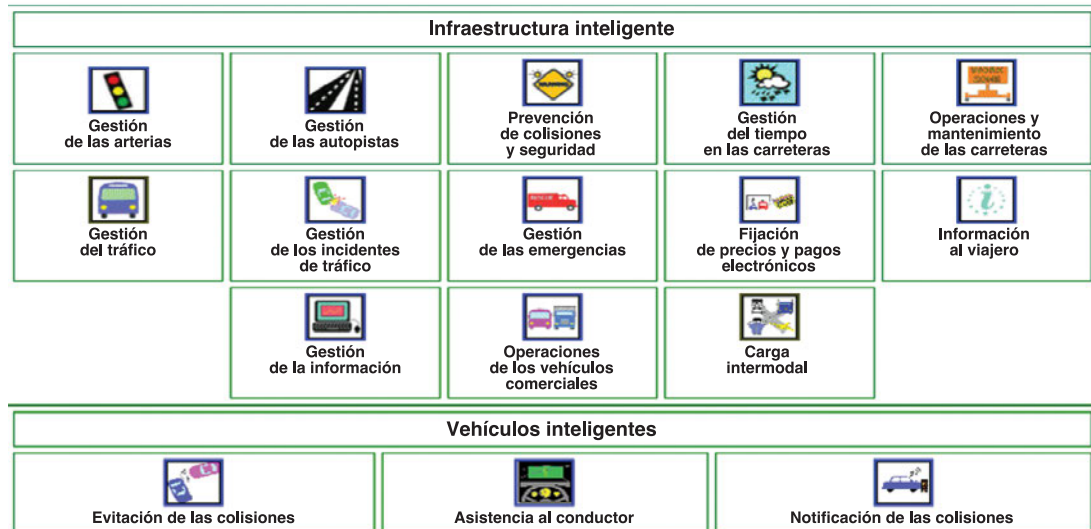 Infraestructura inteligente
Gestión
de las arterias
Gestión
de las autopistas
Prevención
de colisiones
y seguridad
Gestión
del tiempo
en las carreteras
Operaciones y
mantenimiento
de las carreteras
Gestión
del tráfico
Gestión
de los incidentes
de tráfico
Gestión
de las emergencias
Fijación
de precios y pagos
electrónicos
Información
al viajero
Gestión
de la información
Operaciones
de los vehículos
comerciales
Carga
intermodal
Vehículos inteligentes
Evitación de las colisiones
Asistencia al conductor
Notificación de las colisiones